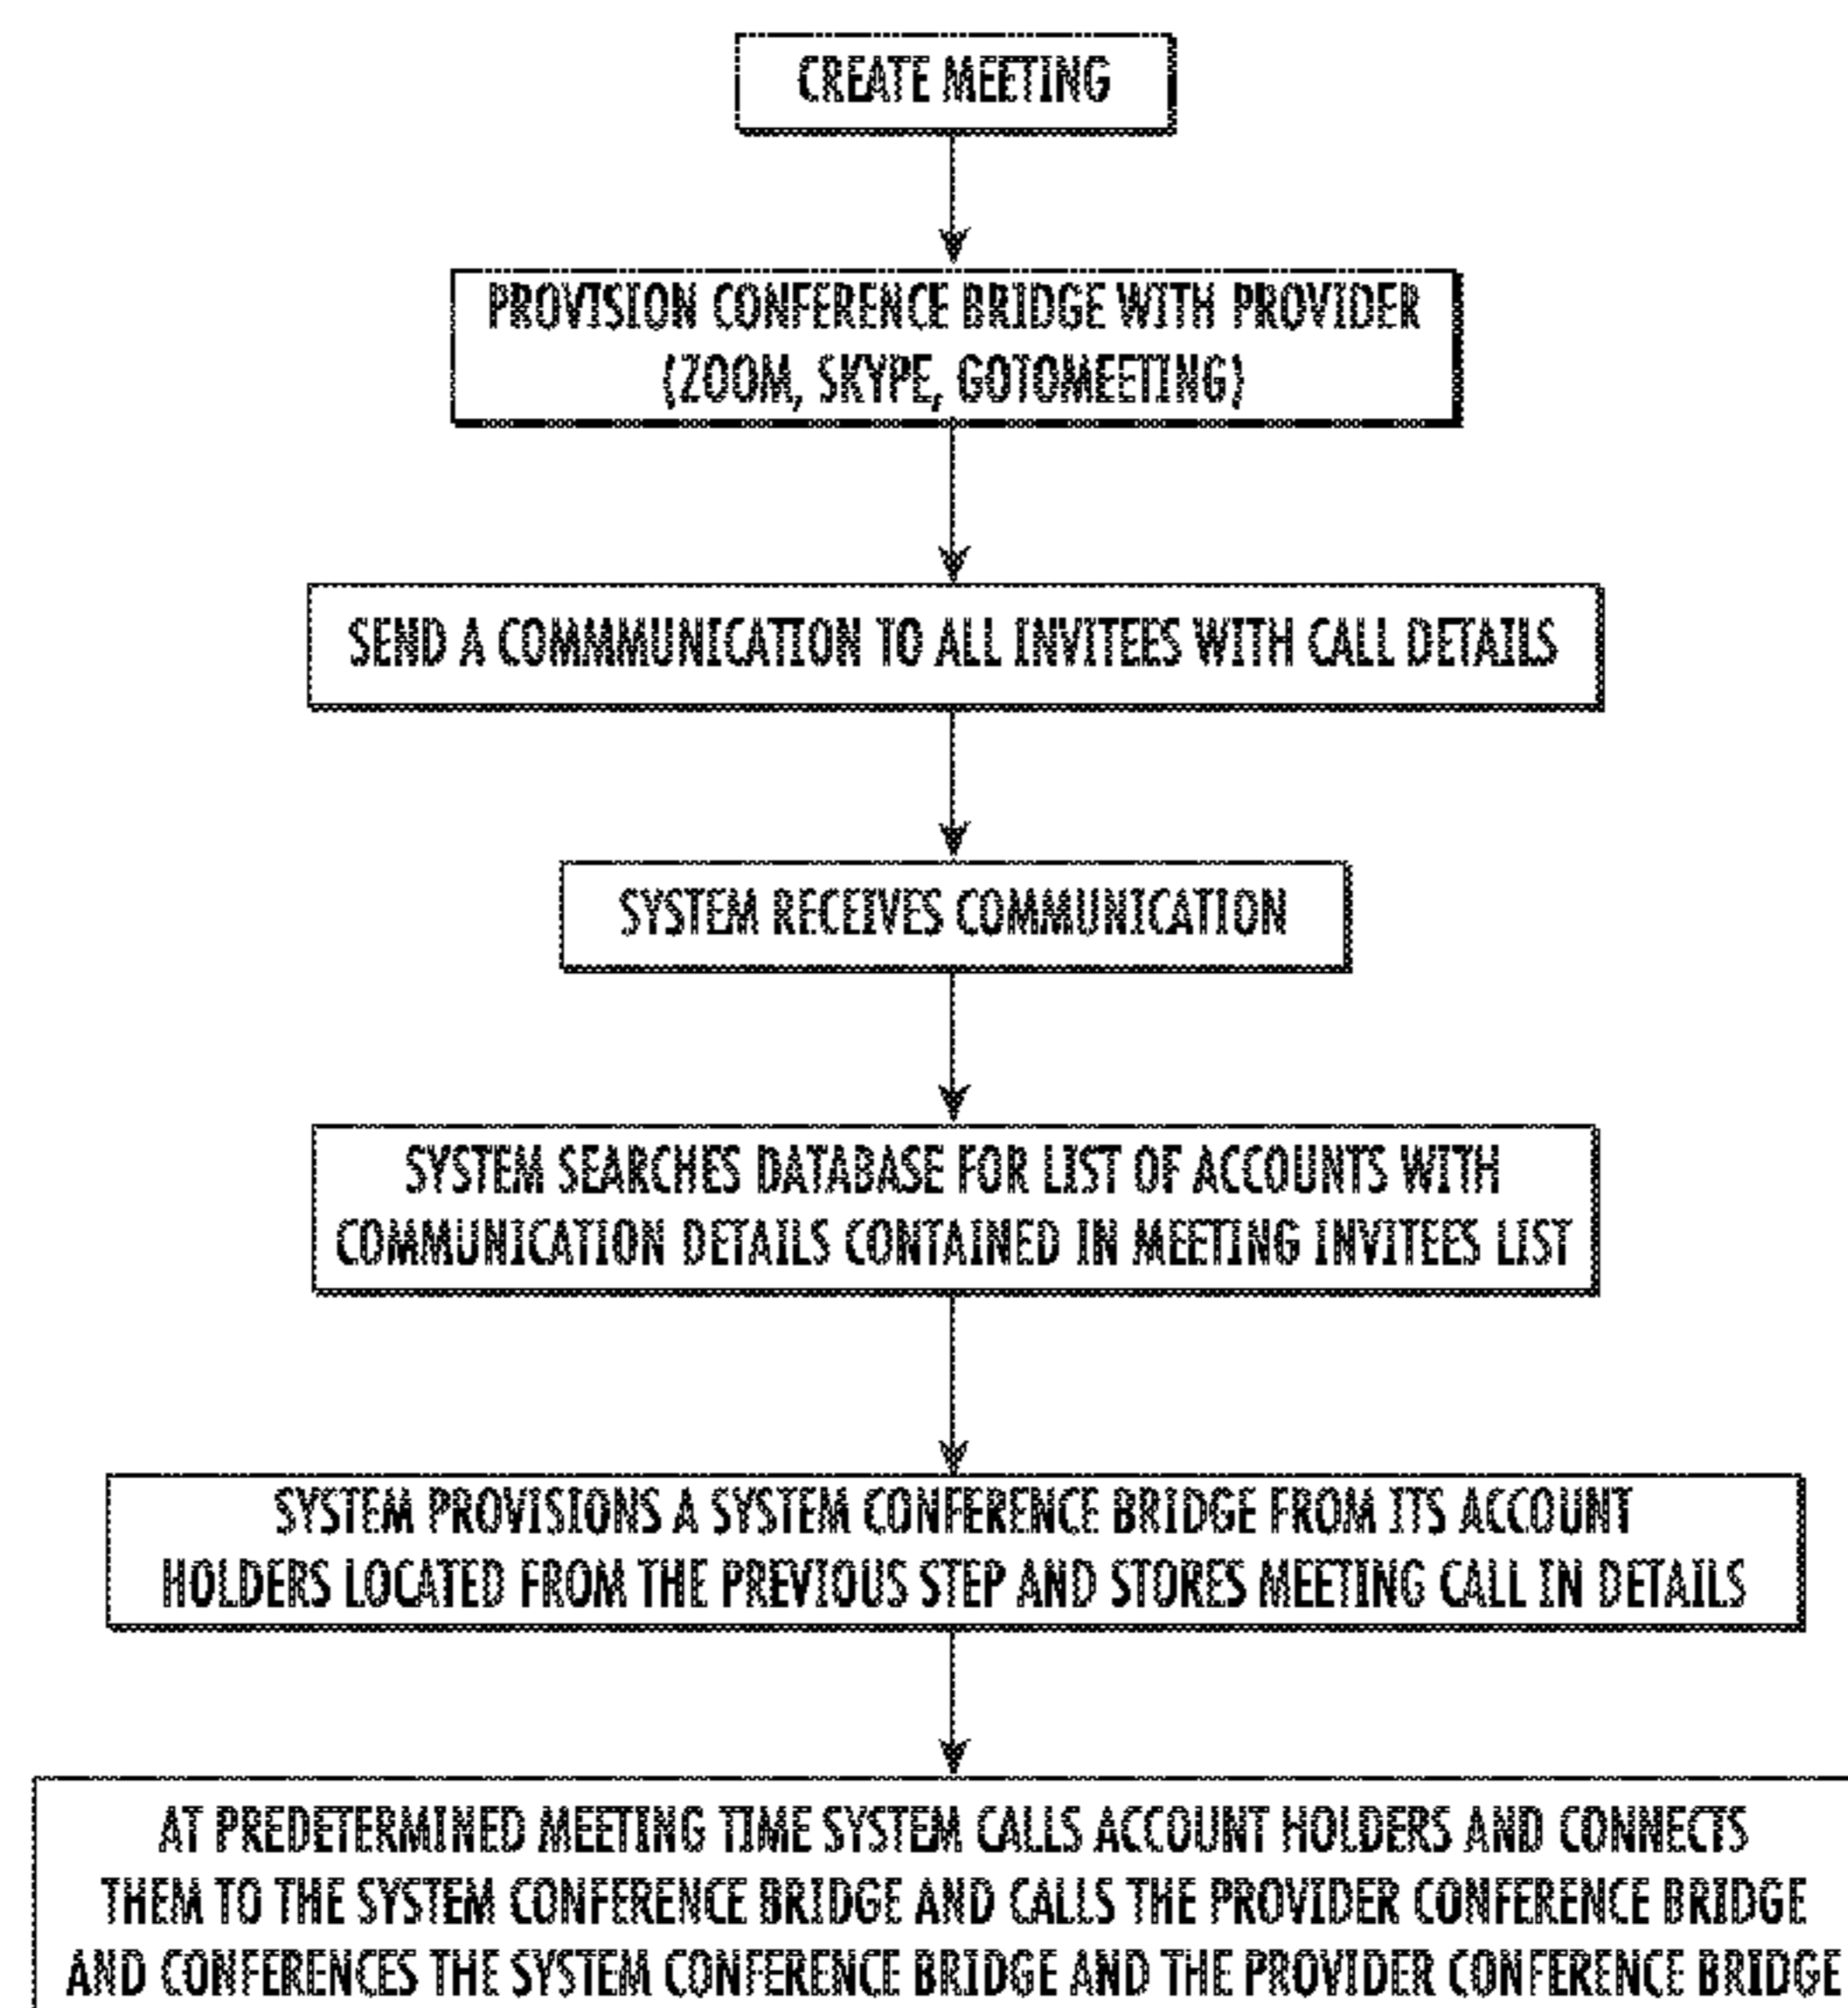 CREATE MEETING
PROVISION CONFERENCE BRIDGE WITH PROVIDER
(ZOOM, SKYPE, GOTOMEETING)
SEND A COMMMUNICATION TO ALL INVITEES WITH CALL DETAILS
SYSTEM RECEIVES COMMUNICATION
SYSTEM SEARCHES DATABASE FOR LIST OF ACCOUNTS WITH
COMMUNICATION DETAILS CONTAINED IN MEETING INVITEES LIST
SYSTEM PROVISIONS A SYSTEM CONFERENCE BRIDGE FROM ITS ACCOUNT
HOLDERS LOCATED FROM THE PREVIOUS STEP AND STORES MEETING CALL IN DETAILS
AT PREDETERMINED MEETING TIME SYSTEM CALLS ACCOUNT HOLDERS AND CONNECTS
THEM TO THE SYSTEM CONFERENCE BRIDGE AND CALLS THE PROVIDER CONFERENCE BRIDGE
AND CONFERENCES THE SYSTEM CONFERENCE BRIDGE AND THE PROVIDER CONFERENCE BRIDGE